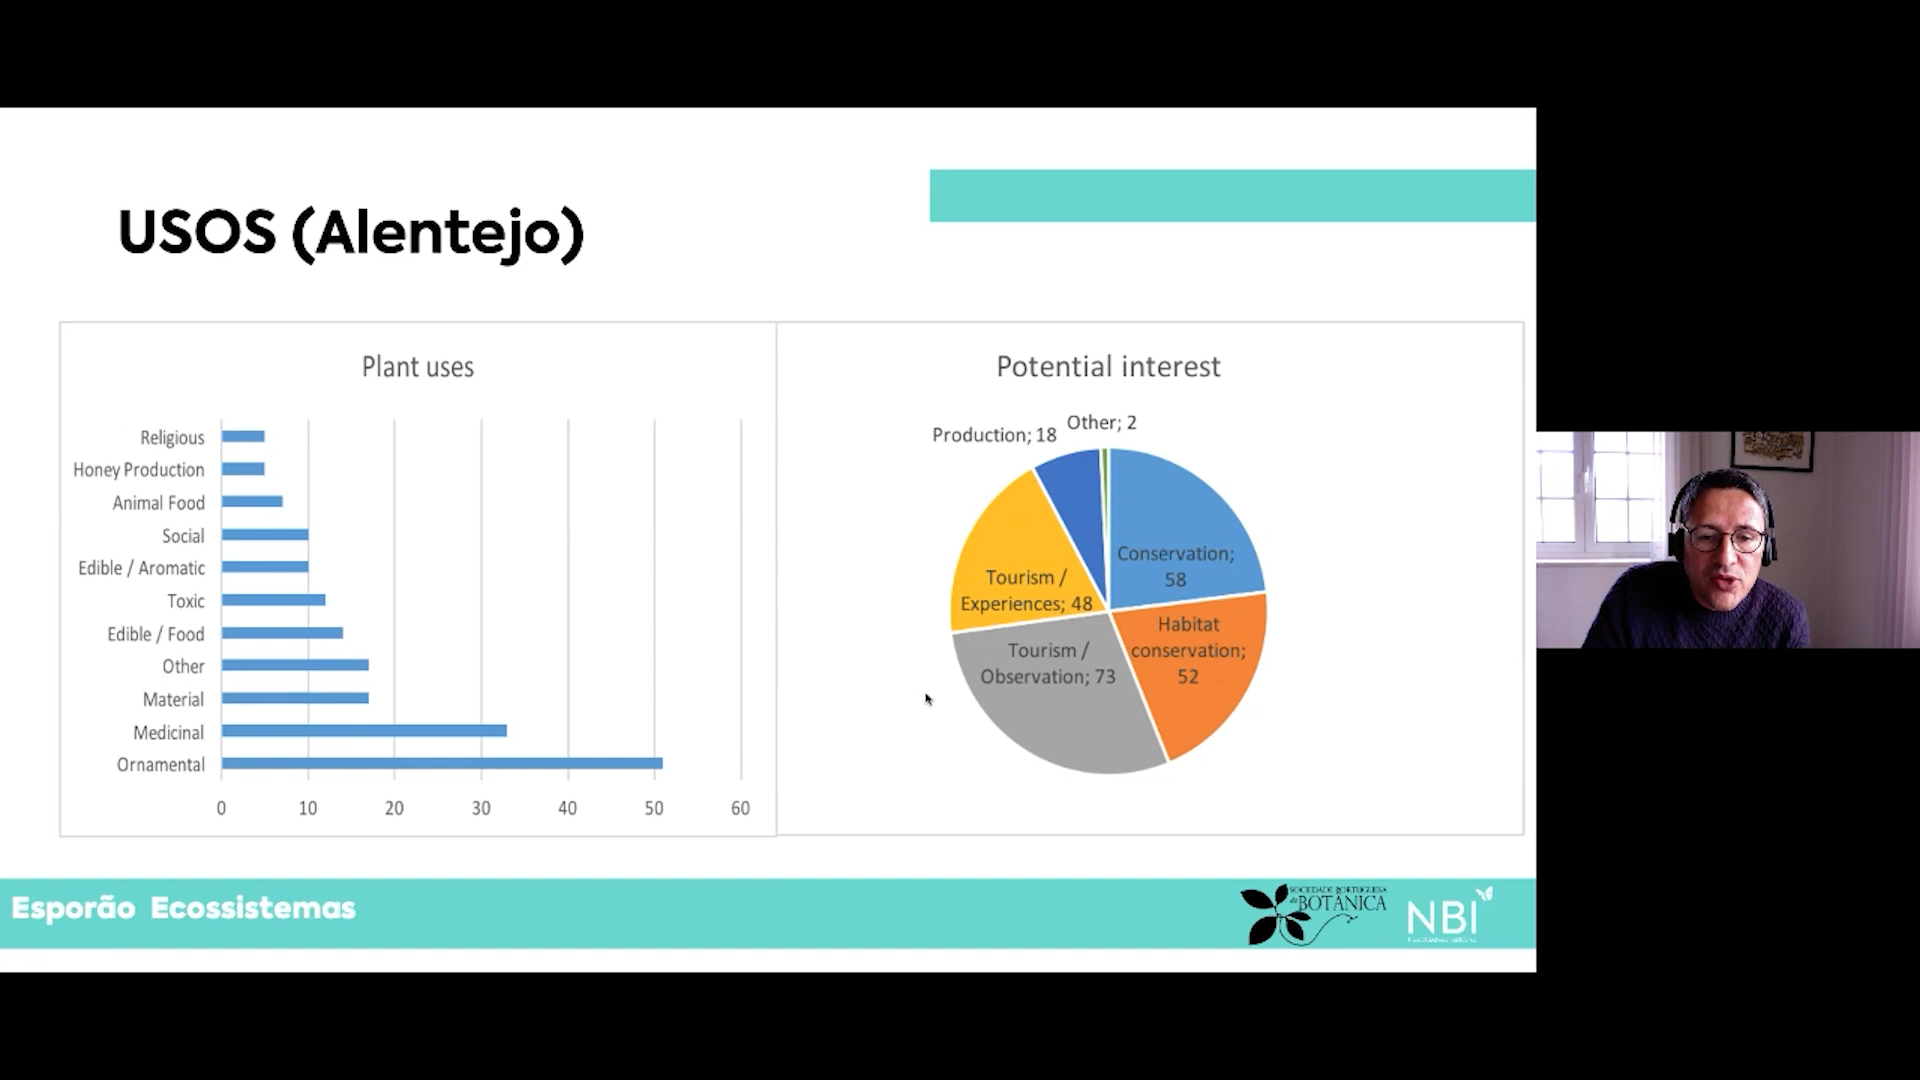 USOS (Alentejo)
Plant uses
Religious
Honey Production
Animal Food
Social
Edible / Aromatic
Toxic
Edible / Food
Other
Material
Medicinal
Ornamental
0 10 20 30 40 50 60
Potential interest
Other; 2
Production; 18
Conservation;
58
Tourism /
Experiences; 48
Habitat
conservation;
52
Tourism /
Observation; 73
Esporão Ecossistemas
SOCIEDADE PORTUGUESA
de BOTÂNICA
NBI